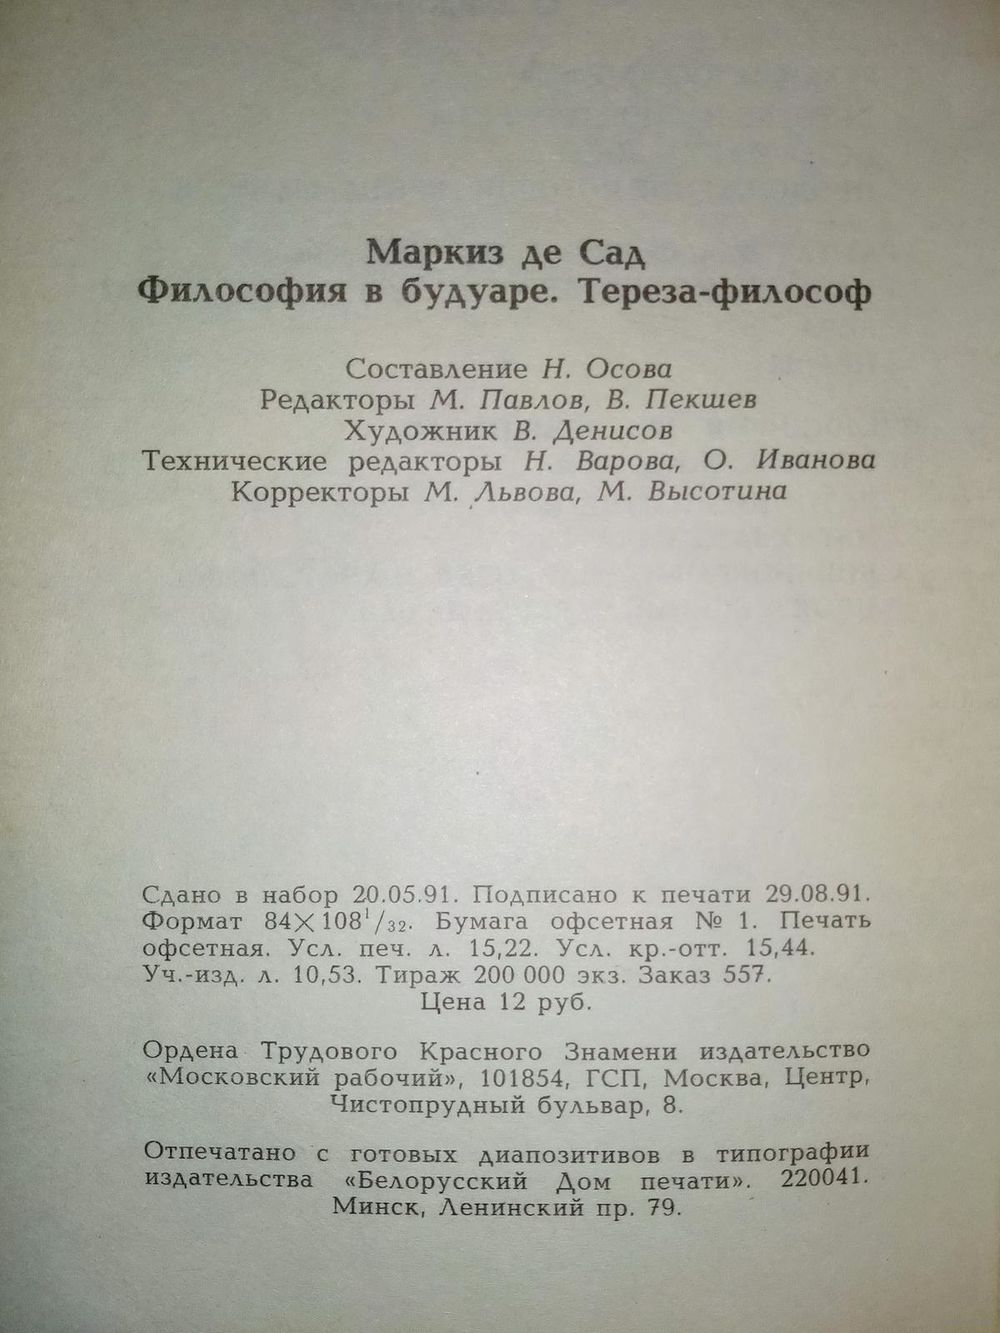 Маркиз де Сад
Философия в будуаре. Тереза-философ
Составление Н. Осова
Редакторы М. Павлов, В. Пекшев
Художник В. Денисов
Технические редакторы Н. Варова, О. Иванова
Корректоры М. Львова, М. Высотина
Сдано в набор 20.05.91. Подписано к печати 29.08.91.
Формат 84×108¹/₃₂. Бумага офсетная № 1. Печать
офсетная. Усл. печ. л. 15,22. Усл. кр.-отт. 15,44.
Уч.-изд. л. 10,53. Тираж 200 000 экз. Заказ 557.
Цена 12 руб.
Ордена Трудового Красного Знамени издательство
«Московский рабочий», 101854, ГСП, Москва, Центр,
Чистопрудный бульвар, 8.
Отпечатано с готовых диапозитивов в типографии
издательства «Белорусский Дом печати». 220041.
Минск, Ленинский пр. 79.